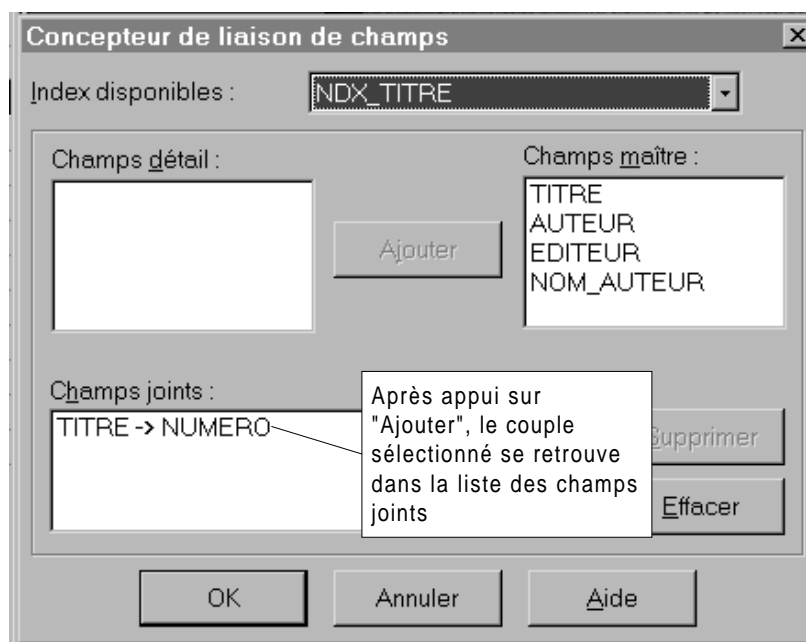 Concepteur de liaison de champs
Index disponibles :
NDX_TITRE
Champs détail :
Champs maître :
TITRE
AUTEUR
EDITEUR
NOM_AUTEUR
Ajouter
Champs joints :
TITRE -> NUMERO
Après appui sur
"Ajouter", le couple
sélectionné se retrouve
dans la liste des champs
joints
Supprimer
Effacer
OK
Annuler
Aide